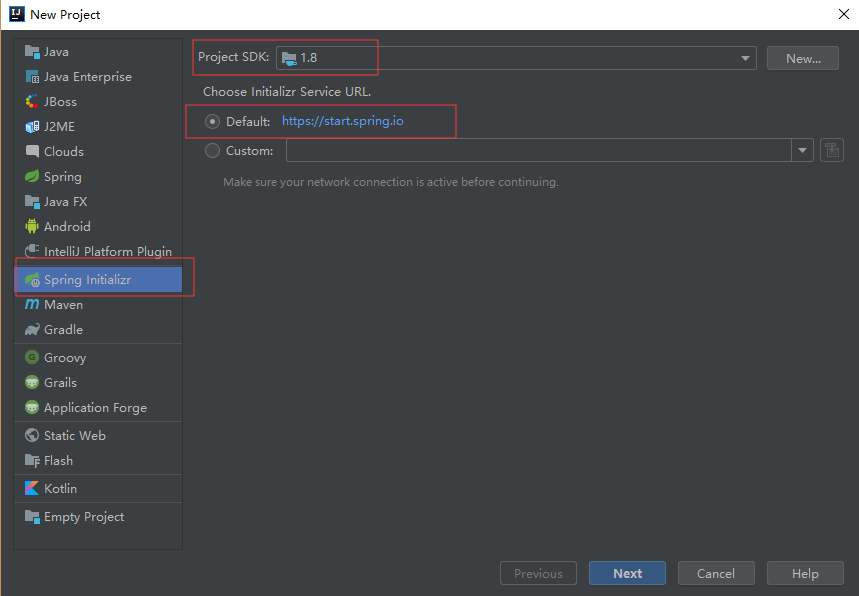 New Project
Java
Java Enterprise
JBoss
J2ME
Clouds
Spring
Java FX
Android
IntelliJ Platform Plugin
Spring Initializr
Maven
Gradle
Groovy
Grails
Application Forge
Static Web
Flash
Kotlin
Empty Project
Project SDK: 1.8 New...
Choose Initializr Service URL.
Default: https://start.spring.io
Custom:
Make sure your network connection is active before continuing.
Previous Next Cancel Help